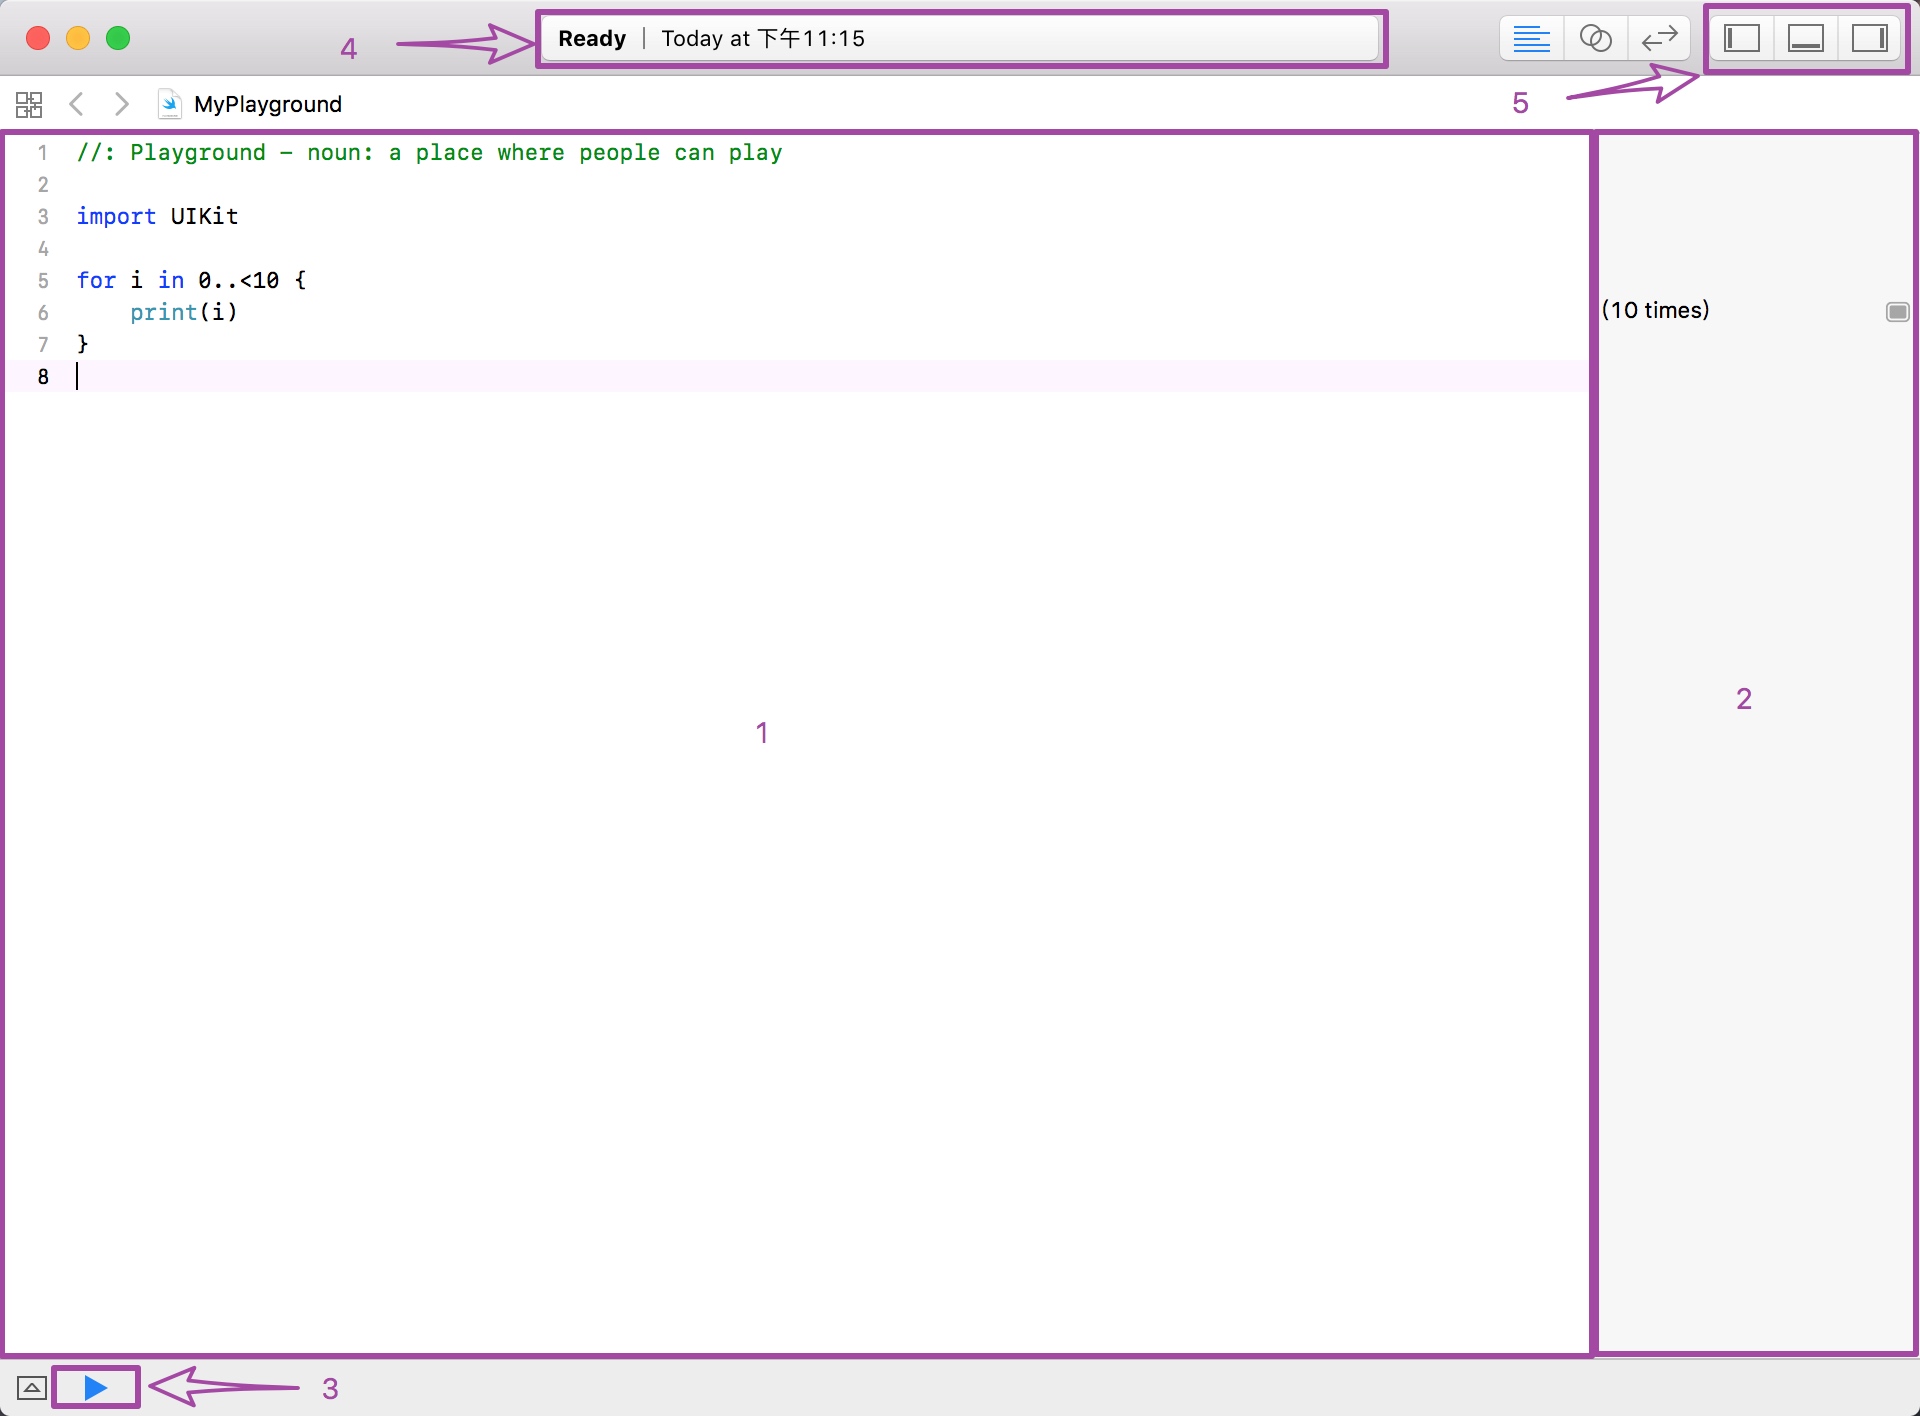 4
Ready | Today at 下午11:15
5
MyPlayground
1 //: Playground - noun: a place where people can play
2
3 import UIKit
4
5 for i in 0..<10 {
6     print(i)
(10 times)
7 }
8
2
1
3